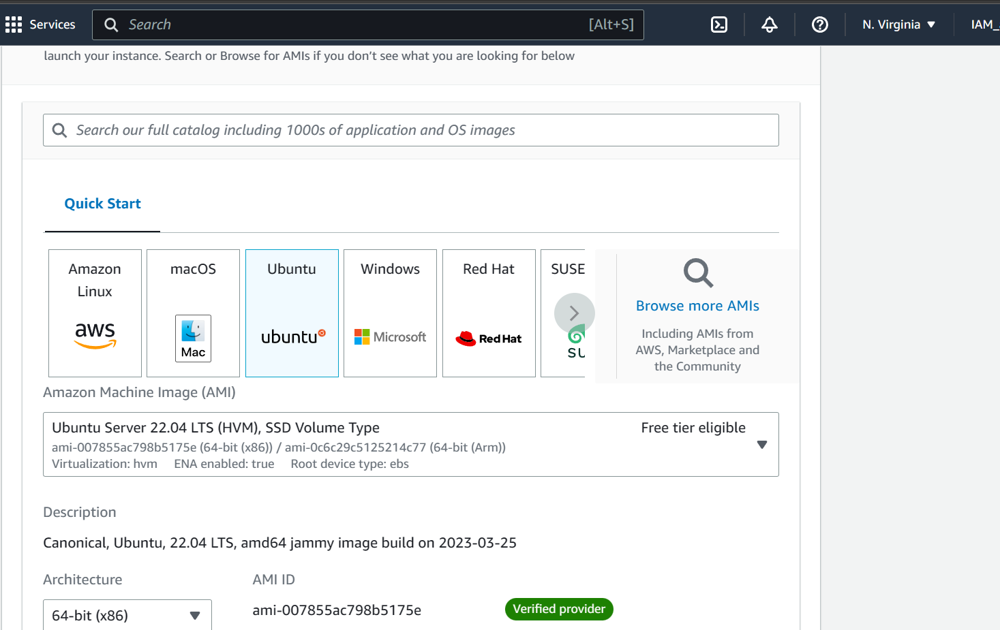 Services
Search [Alt+S]
N. Virginia
IAM_
launch your instance. Search or Browse for AMIs if you don’t see what you are looking for below
Search our full catalog including 1000s of application and OS images
Quick Start
Amazon
Linux
aws
macOS
Mac
Ubuntu
ubuntu
Windows
Microsoft
Red Hat
Red Hat
SUSE
SU
Browse more AMIs
Including AMIs from
AWS, Marketplace and
the Community
Amazon Machine Image (AMI)
Ubuntu Server 22.04 LTS (HVM), SSD Volume Type Free tier eligible
ami-007855ac798b5175e (64-bit (x86)) / ami-0c6c29c5125214c77 (64-bit (Arm))
Virtualization: hvm ENA enabled: true Root device type: ebs
Description
Canonical, Ubuntu, 22.04 LTS, amd64 jammy image build on 2023-03-25
Architecture AMI ID
64-bit (x86) ami-007855ac798b5175e Verified provider